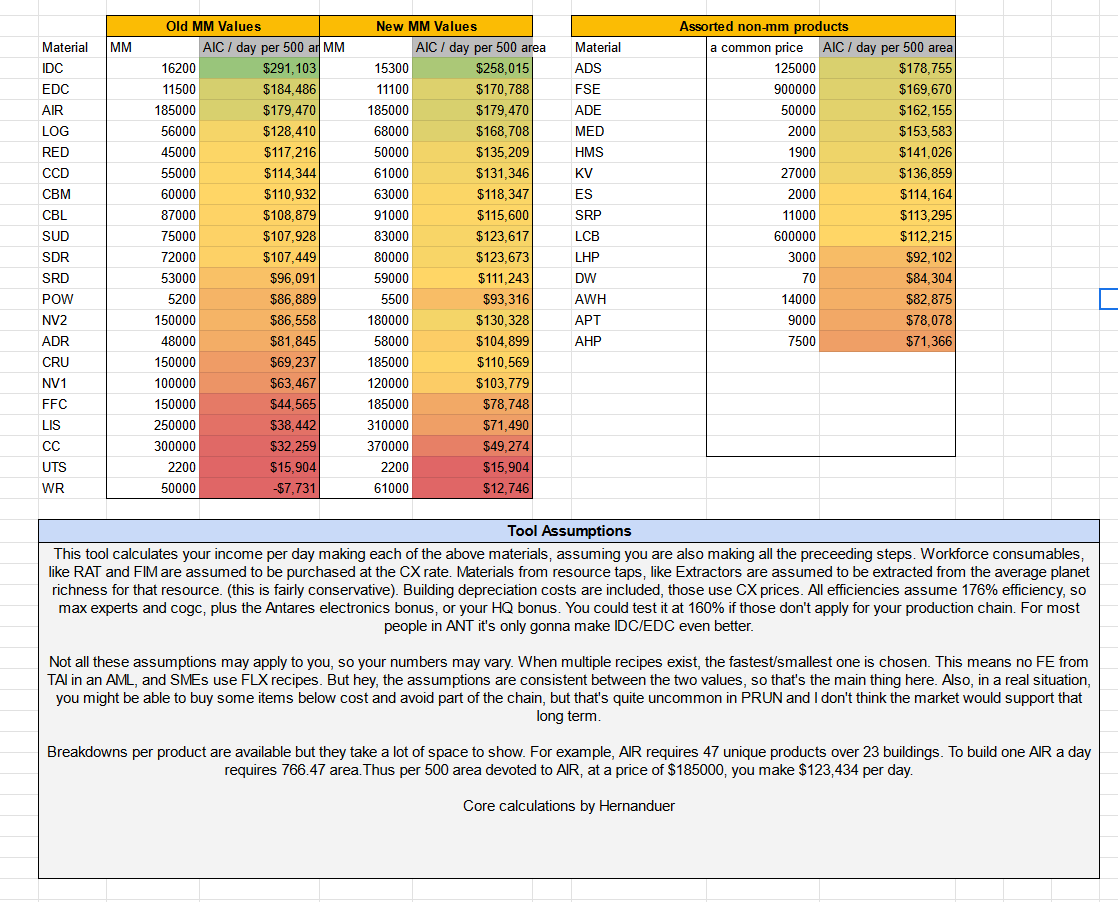 Old MM Values New MM Values Assorted non-mm products
Material MM AIC / day per 500 ar MM AIC / day per 500 area Material a common price AIC / day per 500 area
IDC 16200 $291,103 15300 $258,015 ADS 125000 $178,755
EDC 11500 $184,486 11100 $170,788 FSE 900000 $169,670
AIR 185000 $179,470 185000 $179,470 ADE 50000 $162,155
LOG 56000 $128,410 68000 $168,708 MED 2000 $153,583
RED 45000 $117,216 50000 $135,209 HMS 1900 $141,026
CCD 55000 $114,344 61000 $131,346 KV 27000 $136,859
CBM 60000 $110,932 63000 $118,347 ES 2000 $114,164
CBL 87000 $108,879 91000 $115,600 SRP 11000 $113,295
SUD 75000 $107,928 83000 $123,617 LCB 600000 $112,215
SDR 72000 $107,449 80000 $123,673 LHP 3000 $92,102
SRD 53000 $96,091 59000 $111,243 DW 70 $84,304
POW 5200 $86,889 5500 $93,316 AWH 14000 $82,875
NV2 150000 $86,558 180000 $130,328 APT 9000 $78,078
ADR 48000 $81,845 58000 $104,899 AHP 7500 $71,366
CRU 150000 $69,237 185000 $110,569
NV1 100000 $63,467 120000 $103,779
FFC 150000 $44,565 185000 $78,748
LIS 250000 $38,442 310000 $71,490
CC 300000 $32,259 370000 $49,274
UTS 2200 $15,904 2200 $15,904
WR 50000 -$7,731 61000 $12,746
Tool Assumptions
This tool calculates your income per day making each of the above materials, assuming you are also making all the preceeding steps. Workforce consumables,
like RAT and FIM are assumed to be purchased at the CX rate. Materials from resource taps, like Extractors are assumed to be extracted from the average planet
richness for that resource. (this is fairly conservative). Building depreciation costs are included, those use CX prices. All efficiencies assume 176% efficiency, so
max experts and cogc, plus the Antares electronics bonus, or your HQ bonus. You could test it at 160% if those don't apply for your production chain. For most
people in ANT it's only gonna make IDC/EDC even better.
Not all these assumptions may apply to you, so your numbers may vary. When multiple recipes exist, the fastest/smallest one is chosen. This means no FE from
TAI in an AML, and SMEs use FLX recipes. But hey, the assumptions are consistent between the two values, so that's the main thing here. Also, in a real situation,
you might be able to buy some items below cost and avoid part of the chain, but that's quite uncommon in PRUN and I don't think the market would support that
long term.
Breakdowns per product are available but they take a lot of space to show. For example, AIR requires 47 unique products over 23 buildings. To build one AIR a day
requires 766.47 area.Thus per 500 area devoted to AIR, at a price of $185000, you make $123,434 per day.
Core calculations by Hernanduer